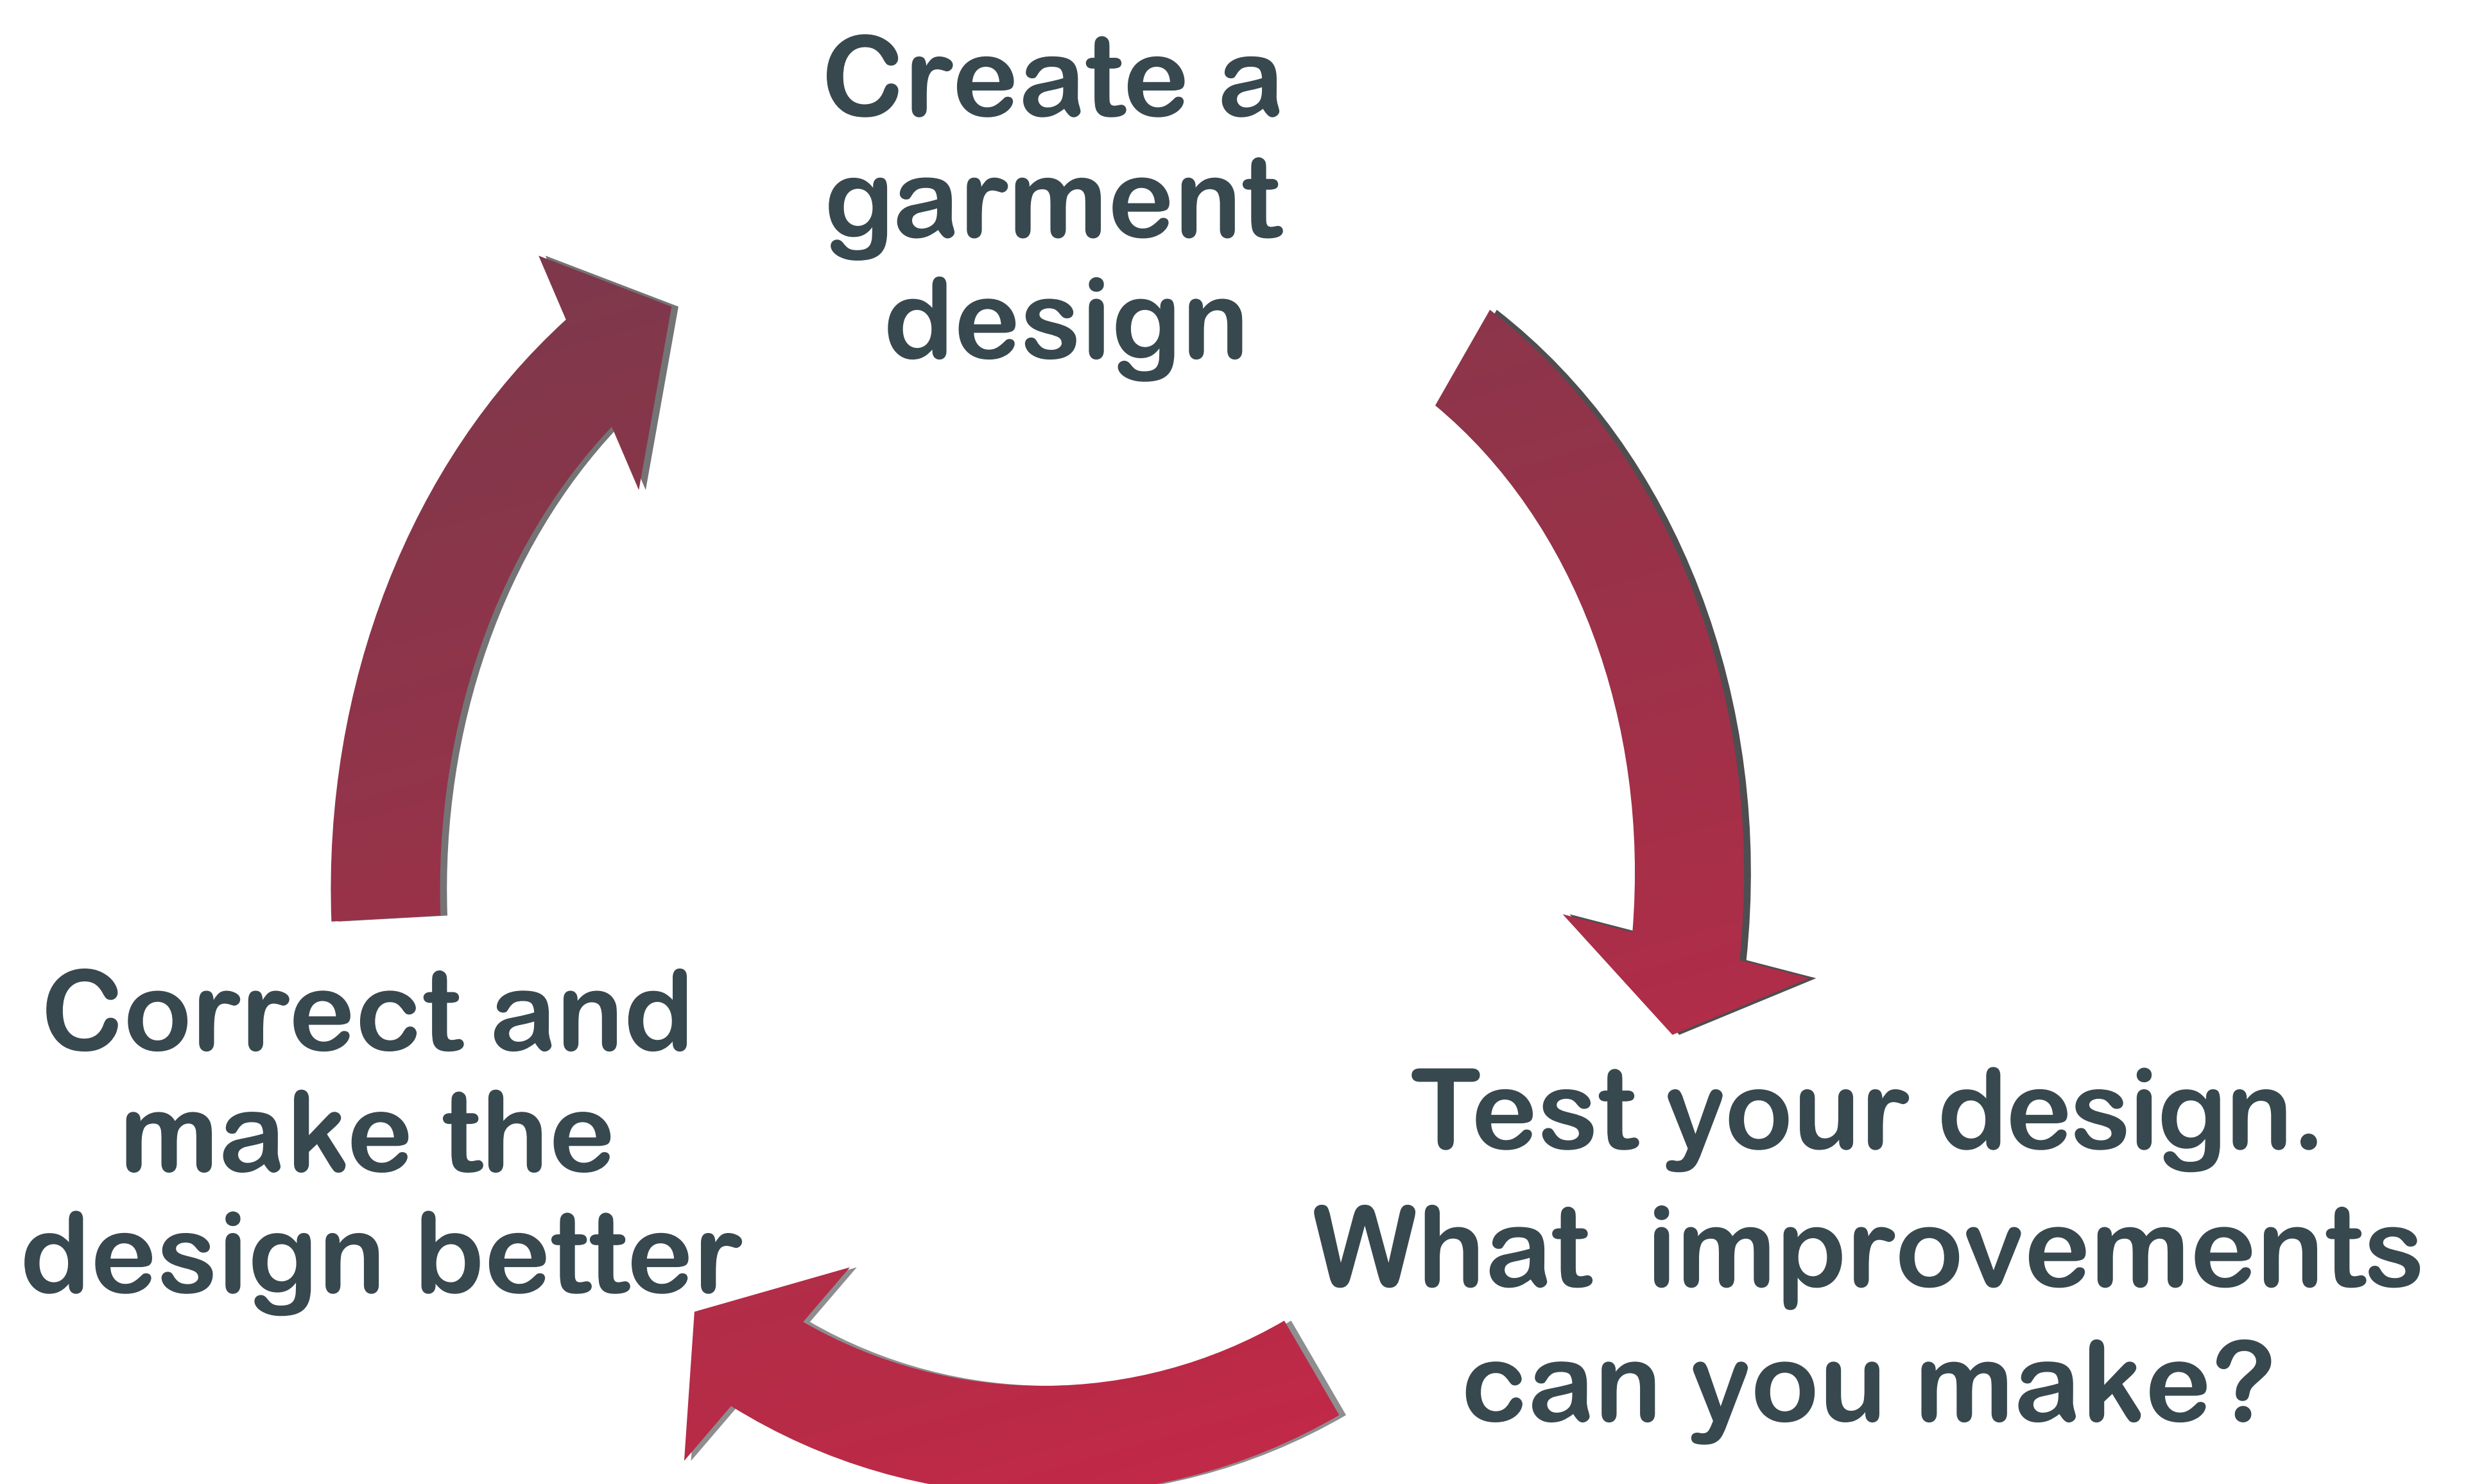 Create a
garment
design
Test your design.
What improvements
can you make?
Correct and
make the
design better